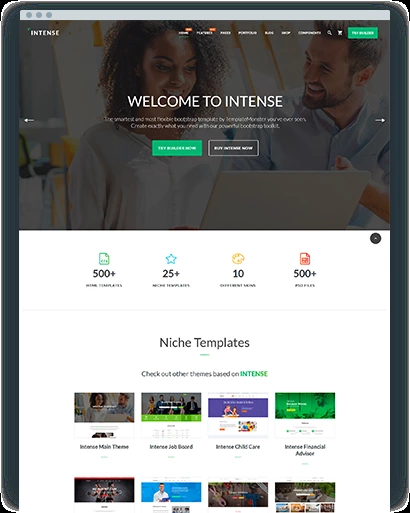 INTENSE
HOME FEATURES PAGES PORTFOLIO BLOG SHOP COMPONENTS TRY BUILDER
WELCOME TO INTENSE
The smartest and most flexible bootstrap template by TemplateMonster you've ever seen.
Create exactly what you need with our powerful bootstrap toolkit.
TRY BUILDER NOW BUY INTENSE NOW
500+ 25+ 10 500+
HTML TEMPLATES NICHE TEMPLATES DIFFERENT SKINS PSD FILES
Niche Templates
Check out other themes based on INTENSE
Intense Main Theme Intense Job Board Intense Child Care Intense Financial
Advisor